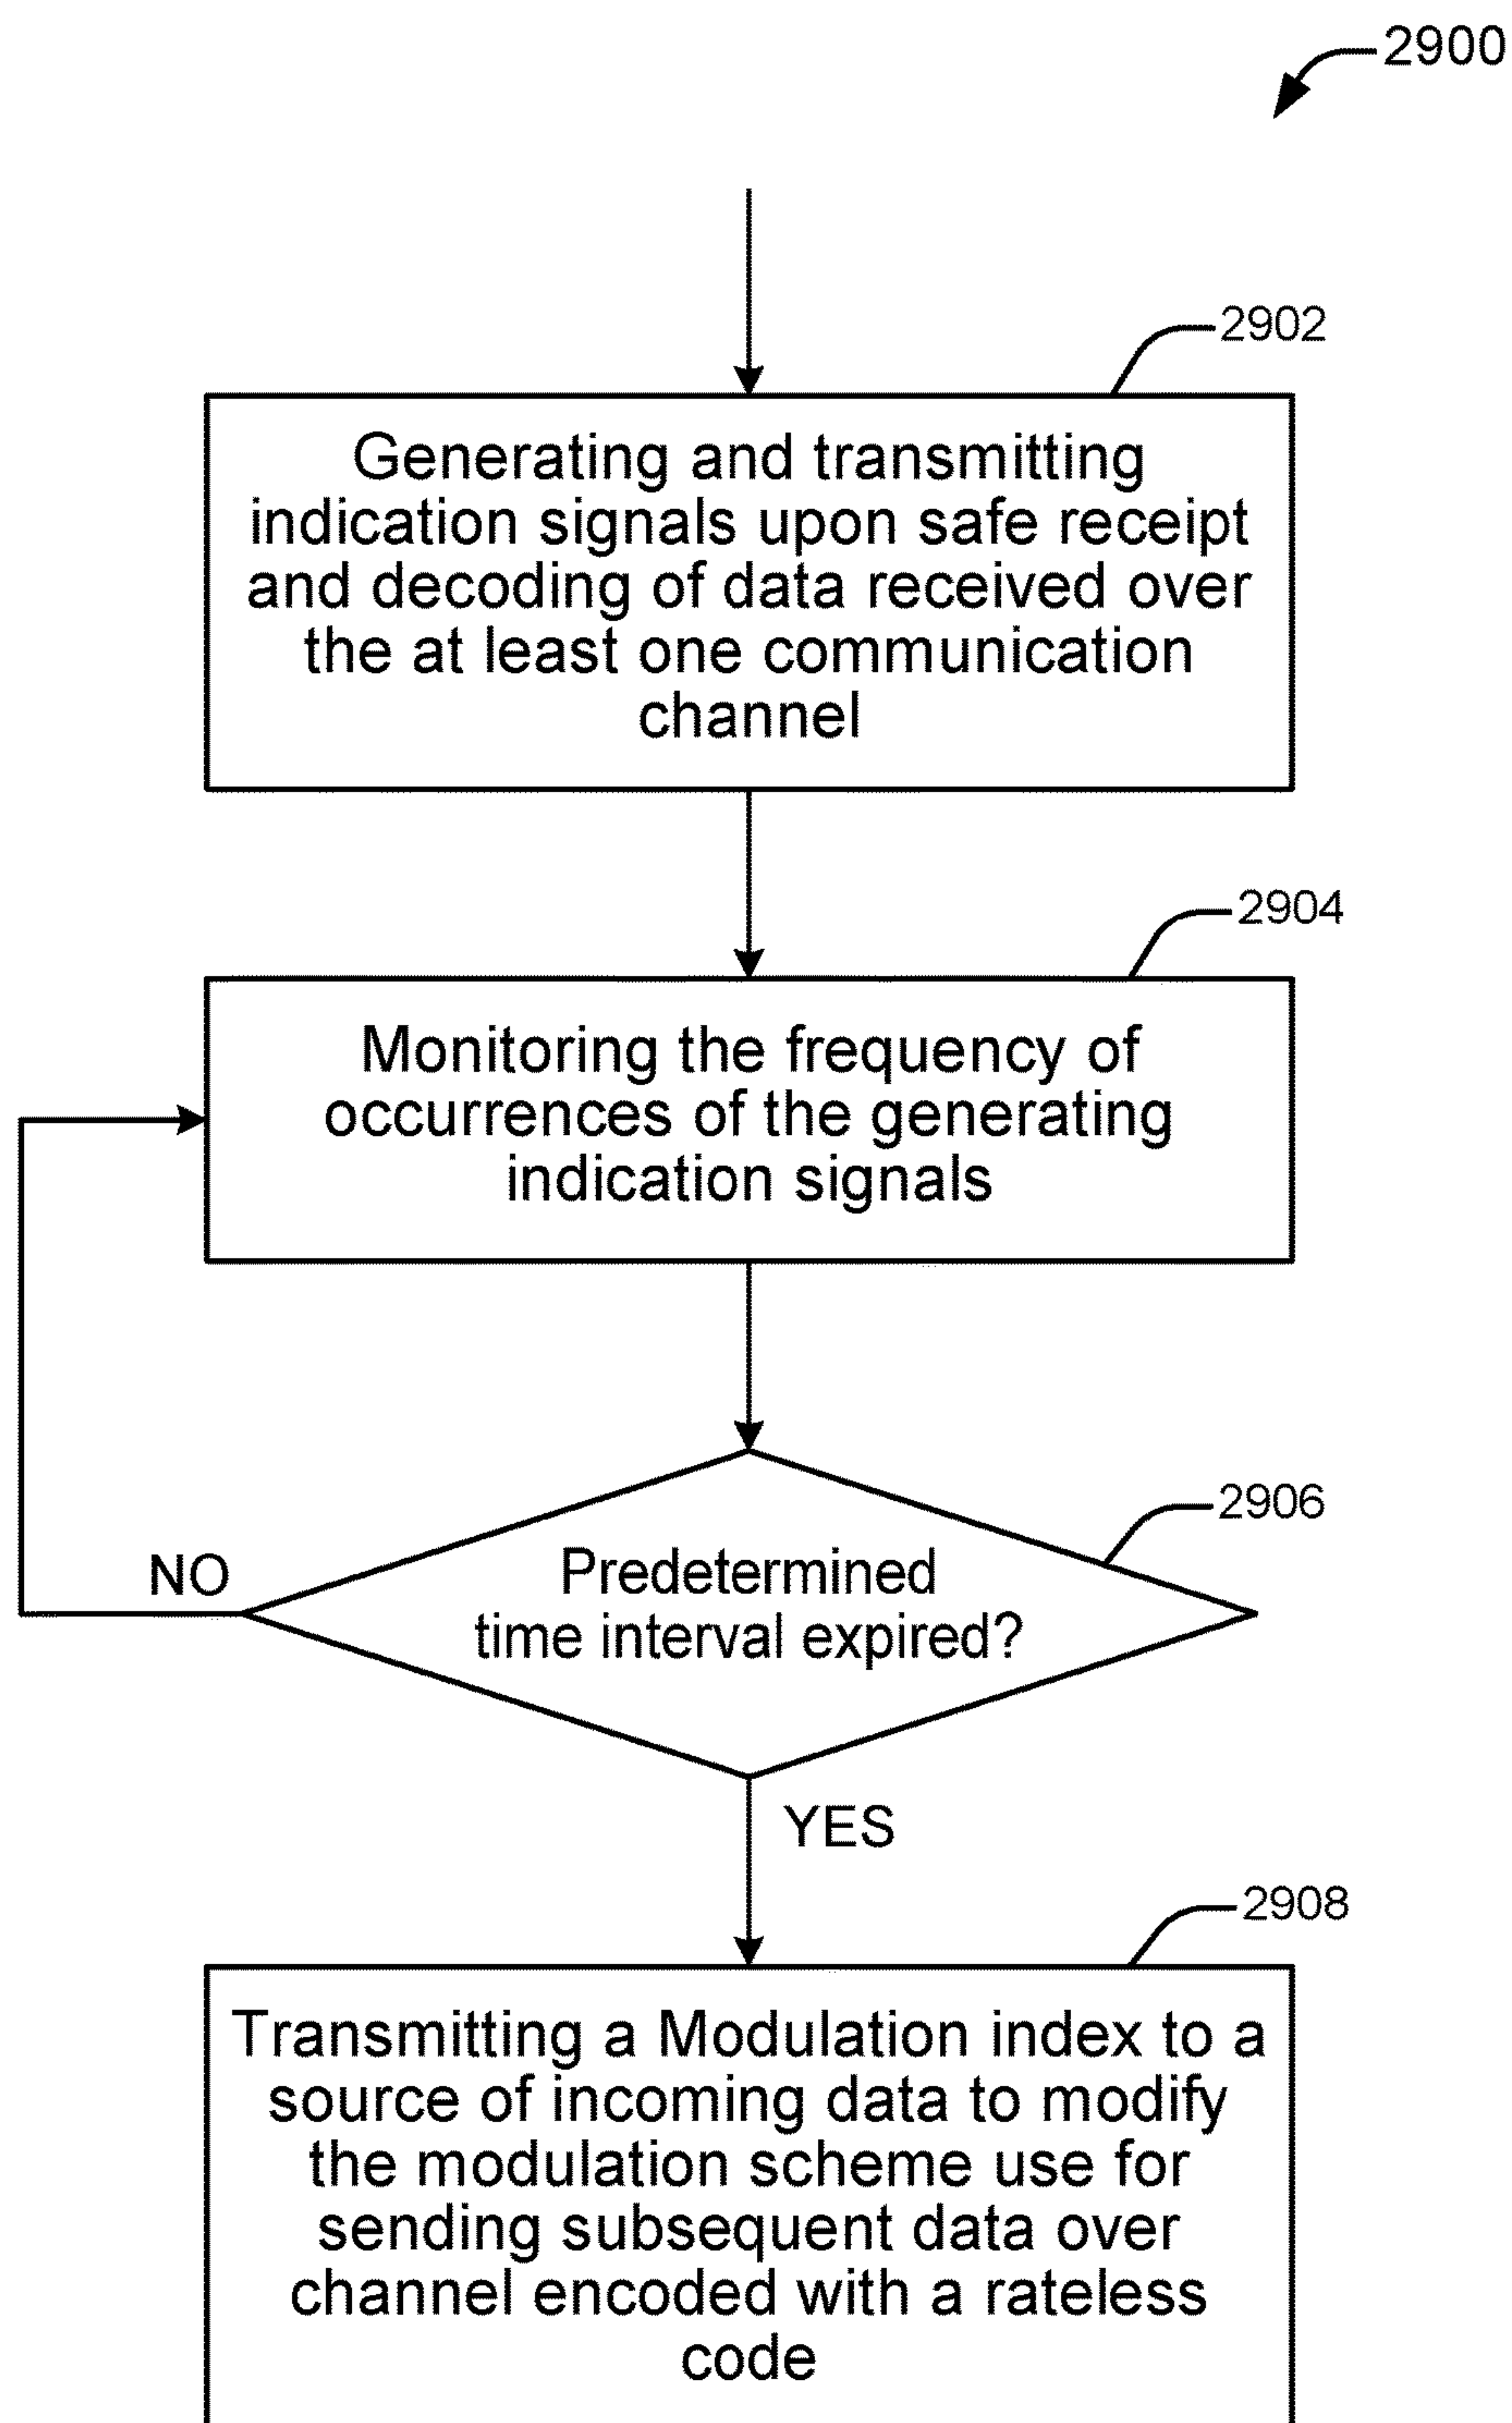 2900
2902
Generating and transmitting
indication signals upon safe receipt
and decoding of data received over
the at least one communication
channel
2904
Monitoring the frequency of
occurrences of the generating
indication signals
2906
Predetermined
time interval expired?
NO
YES
2908
Transmitting a Modulation index to a
source of incoming data to modify
the modulation scheme use for
sending subsequent data over
channel encoded with a rateless
code